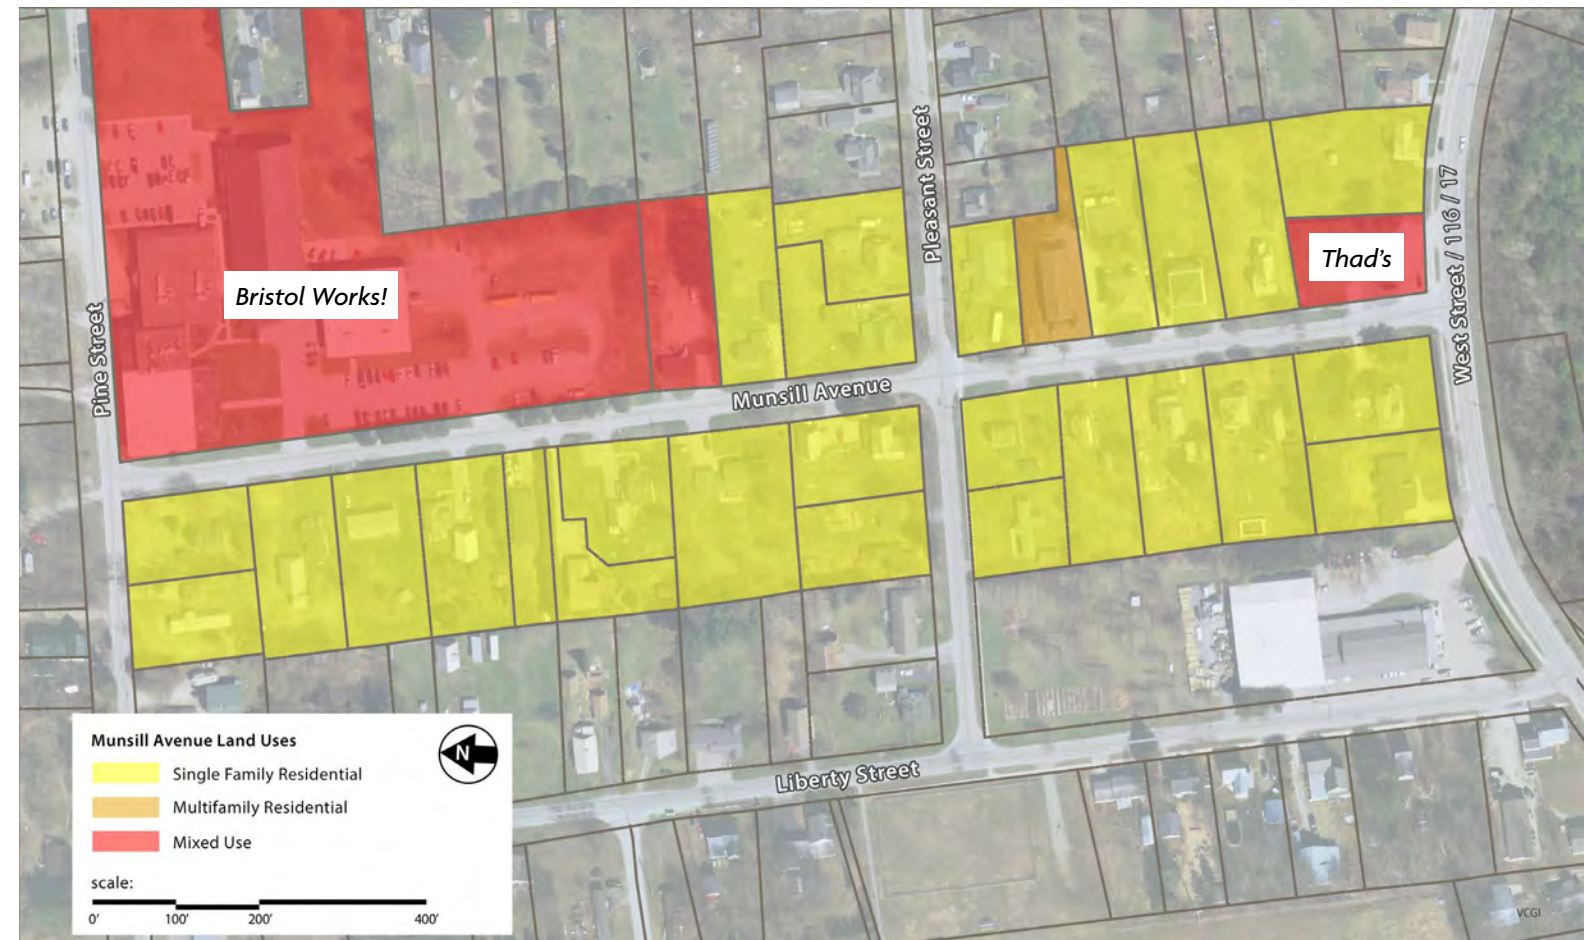 Bristol Works!
Thad's
Pine Street
Pleasant Street
West Street / 116 / 17
Munsill Avenue
Liberty Street
Munsill Avenue Land Uses
N
Single Family Residential
Multifamily Residential
Mixed Use
scale:
0' 100' 200' 400'
VCGI